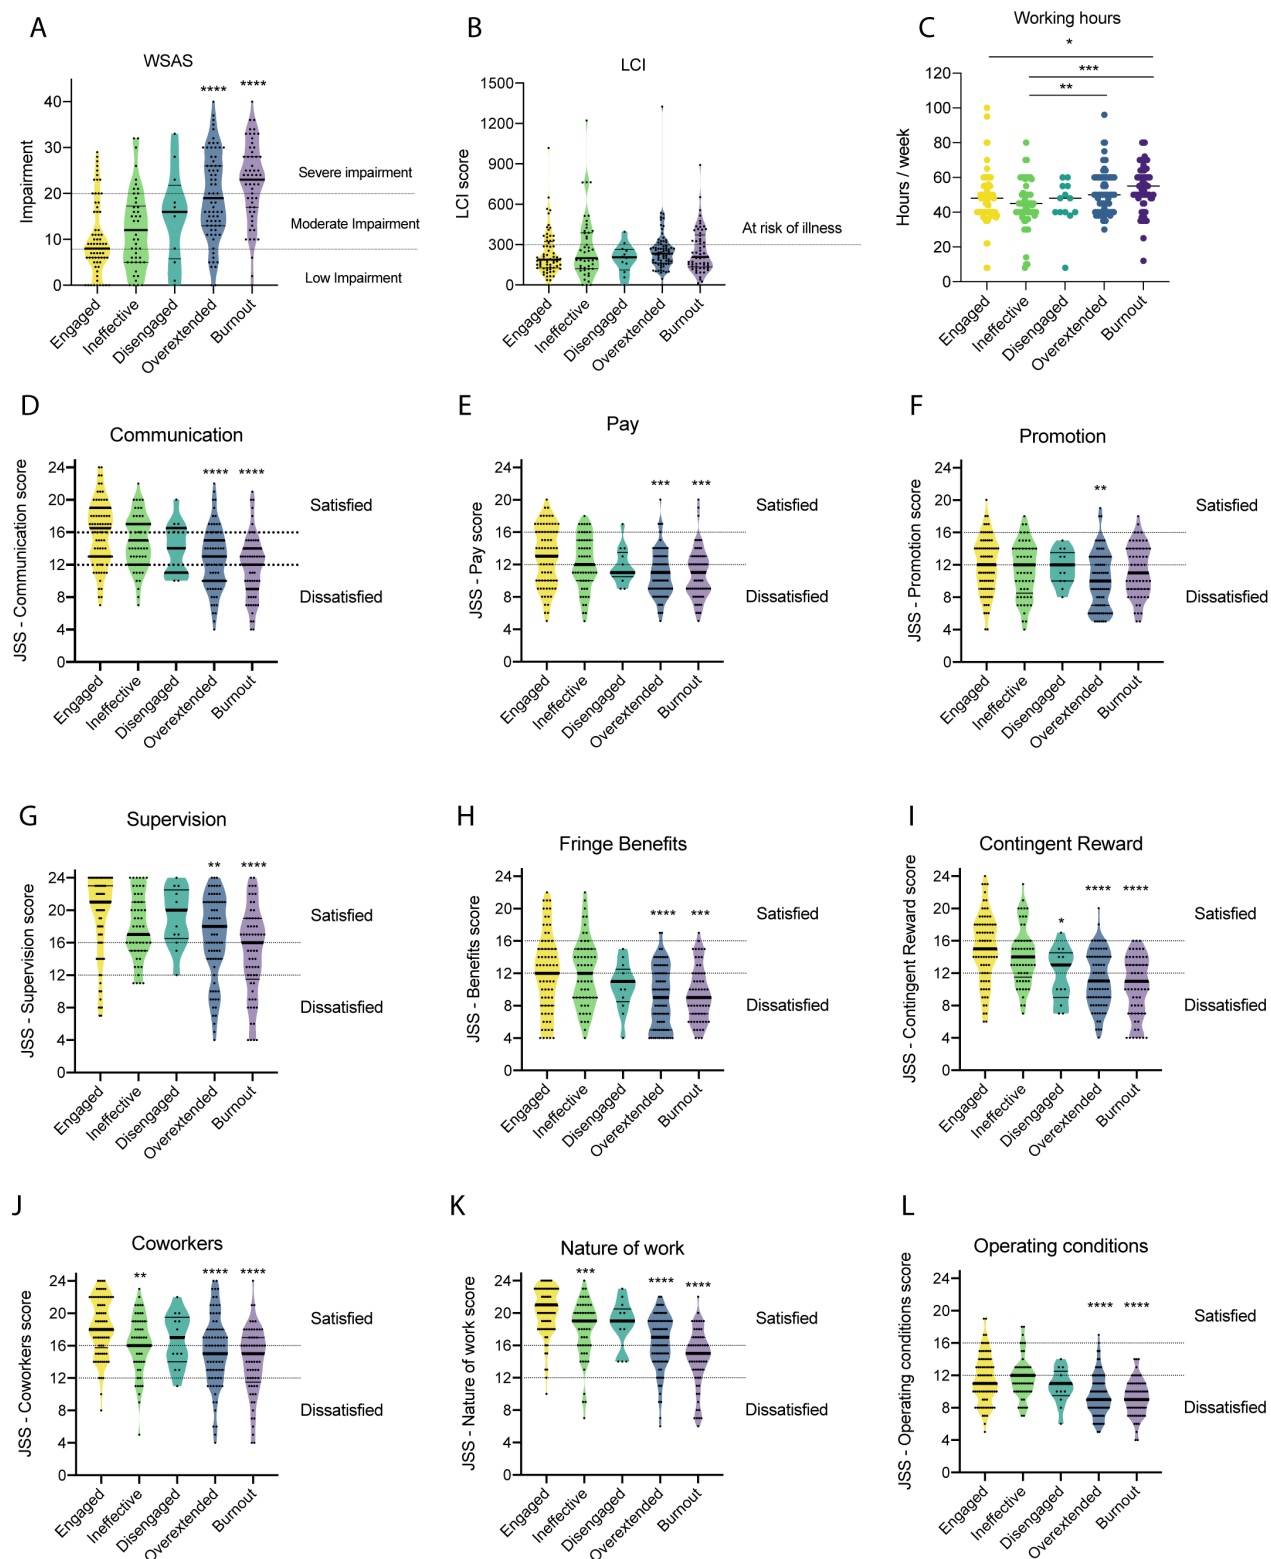 A
WSAS
Impairment
40
30
20
10
0
****
****
Severe impairment
Moderate Impairment
Low Impairment
Engaged
Ineffective
Disengaged
Overextended
Burnout
B
LCI
LCI score
1500
1200
900
600
300
0
At risk of illness
Engaged
Ineffective
Disengaged
Overextended
Burnout
C
Working hours
*
***
**
Hours / week
120
100
80
60
40
20
0
Engaged
Ineffective
Disengaged
Overextended
Burnout
D
Communication
JSS - Communication score
24
20
16
12
8
4
0
****
****
Satisfied
Dissatisfied
Engaged
Ineffective
Disengaged
Overextended
Burnout
E
Pay
JSS - Pay score
24
20
16
12
8
4
0
***
***
Satisfied
Dissatisfied
Engaged
Ineffective
Disengaged
Overextended
Burnout
F
Promotion
JSS - Promotion score
24
20
16
12
8
4
0
**
Satisfied
Dissatisfied
Engaged
Ineffective
Disengaged
Overextended
Burnout
G
Supervision
JSS - Supervision score
24
20
16
12
8
4
0
**
****
Satisfied
Dissatisfied
Engaged
Ineffective
Disengaged
Overextended
Burnout
H
Fringe Benefits
JSS - Benefits score
24
20
16
12
8
4
0
****
***
Satisfied
Dissatisfied
Engaged
Ineffective
Disengaged
Overextended
Burnout
I
Contingent Reward
JSS - Contingent Reward score
24
20
16
12
8
4
0
*
****
****
Satisfied
Dissatisfied
Engaged
Ineffective
Disengaged
Overextended
Burnout
J
Coworkers
JSS - Coworkers score
24
20
16
12
8
4
0
**
****
****
Satisfied
Dissatisfied
Engaged
Ineffective
Disengaged
Overextended
Burnout
K
Nature of work
JSS - Nature of work score
24
20
16
12
8
4
0
***
****
****
Satisfied
Dissatisfied
Engaged
Ineffective
Disengaged
Overextended
Burnout
L
Operating conditions
JSS - Operating conditions score
24
20
16
12
8
4
0
****
****
Satisfied
Dissatisfied
Engaged
Ineffective
Disengaged
Overextended
Burnout